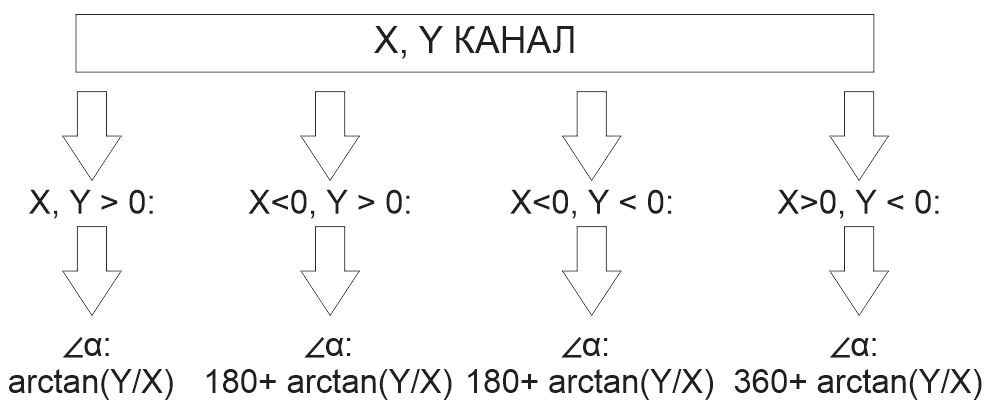 X, Y КАНАЛ
X, Y > 0:
X<0, Y > 0:
X<0, Y < 0:
X>0, Y < 0:
∠α:
arctan(Y/X)
∠α:
180+ arctan(Y/X)
∠α:
180+ arctan(Y/X)
∠α:
360+ arctan(Y/X)